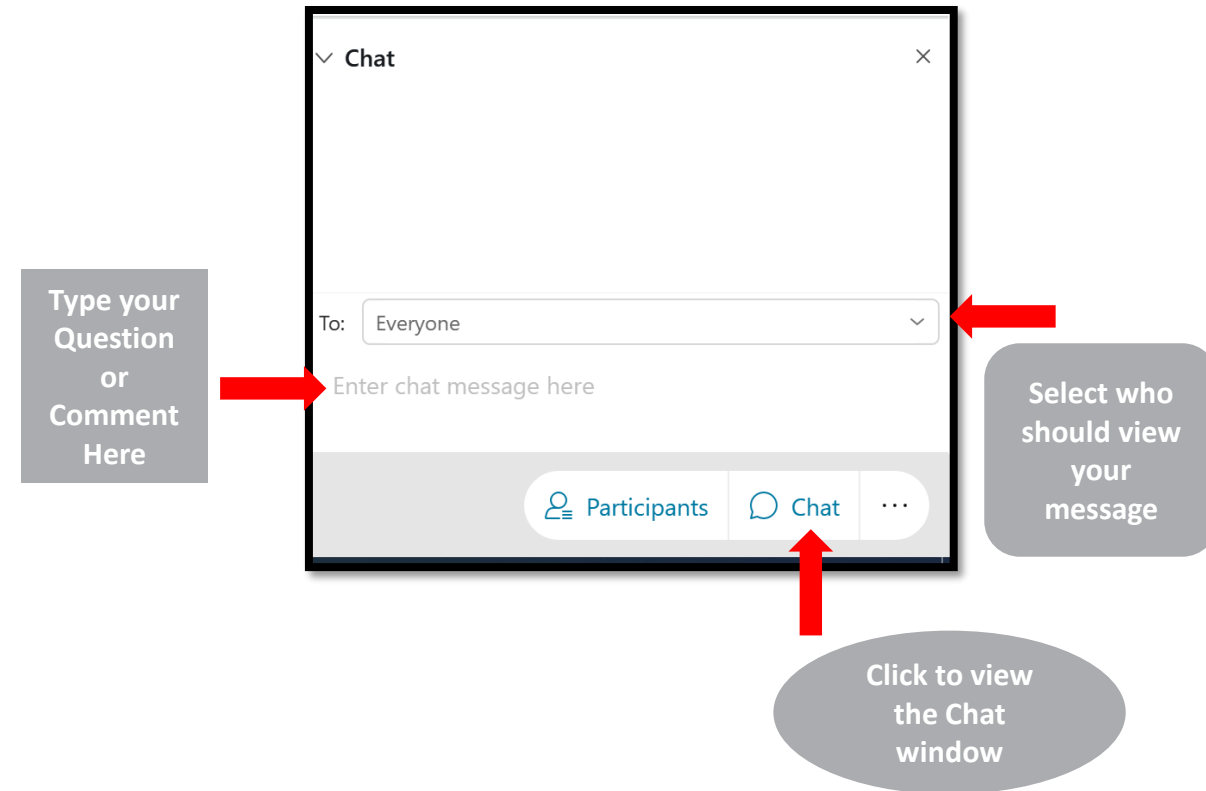 Chat
Type your
Question
or
Comment
Here
To: Everyone
Enter chat message here
Select who
should view
your
message
Participants Chat ...
Click to view
the Chat
window